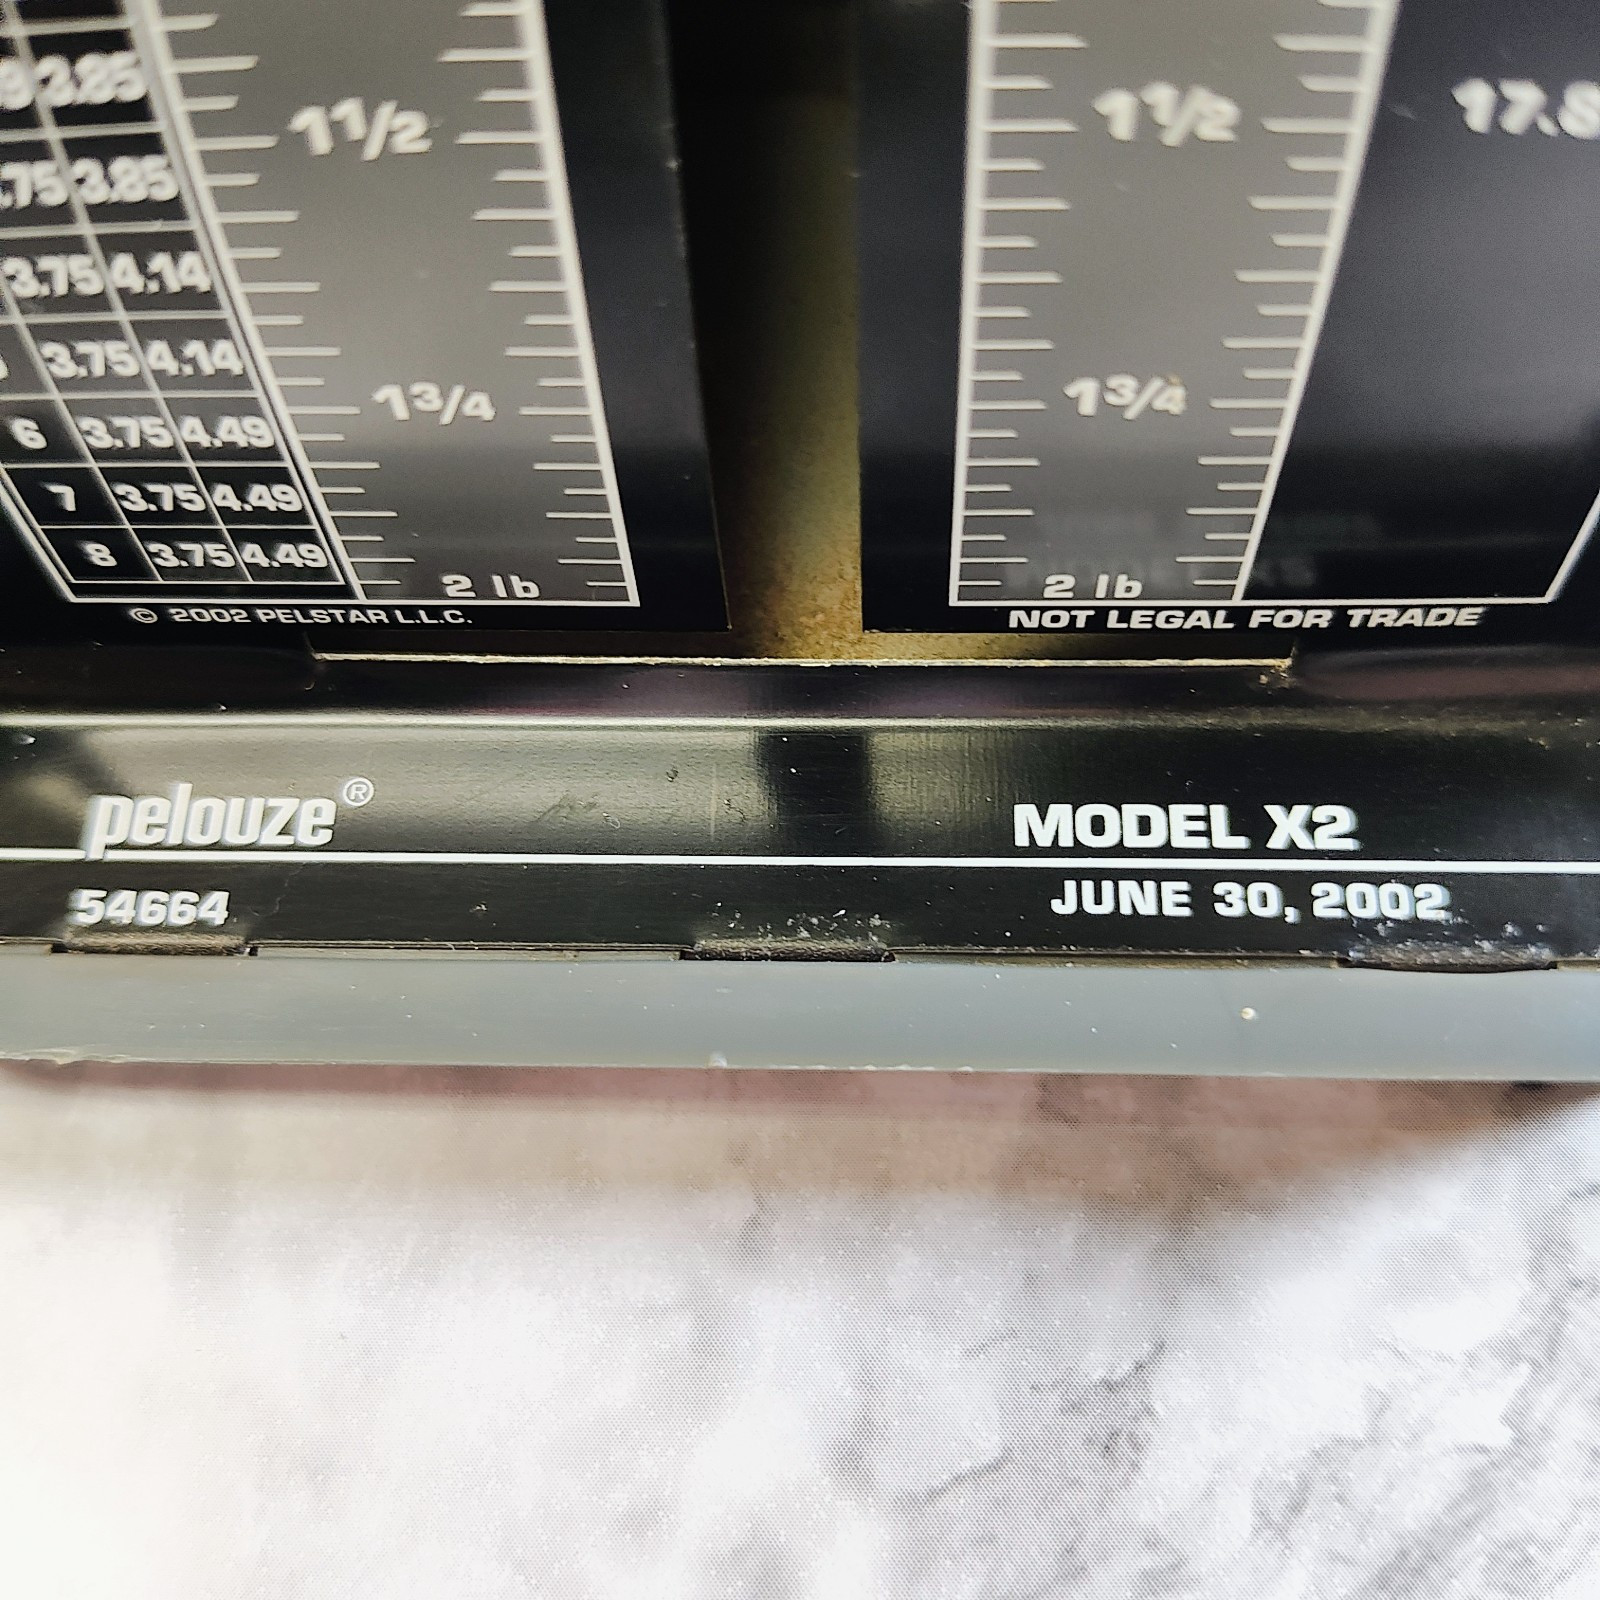 3.85
1 1/2
1 1/2
.75 3.85
3.75 4.14
3.75 4.14
1 3/4
1 3/4
6 3.75 4.49
7 3.75 4.49
8 3.75 4.49
2 lb
2 lb
© 2002 PELSTAR L.L.C.
NOT LEGAL FOR TRADE
pelouze®
MODEL X2
54664
JUNE 30, 2002